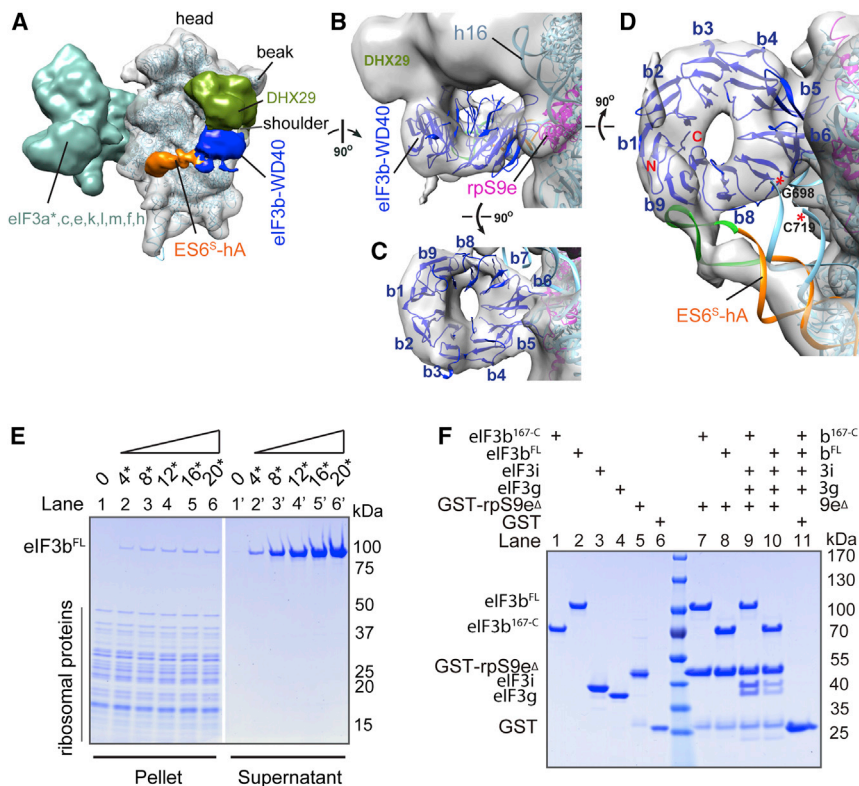 A
head
beak
DHX29
shoulder
90°
eIF3a*,c,e,k,l,m,f,h
ES6ˢ-hA
eIF3b-WD40
B
h16
DHX29
eIF3b-WD40
rpS9e
90°
90°
C
b9
b8
b7
b6
b1
b2
b5
b3
b4
D
b3
b4
b2
b5
b1
b6
C
N
G698
b9
b8
C719
ES6ˢ-hA
E
0 4* 8* 12* 16* 20* 0 4* 8* 12* 16* 20*
Lane 1 2 3 4 5 6 1' 2' 3' 4' 5' 6' kDa
eIF3bFL
100
75
50
37
25
20
15
ribosomal proteins
Pellet Supernatant
F
eIF3b167-C + + + + b167-C
eIF3bFL + + + + bFL
eIF3i + + + + 3i
eIF3g + + + + 3g
GST-rpS9eΔ + + + + + 9eΔ
GST + +
Lane 1 2 3 4 5 6 7 8 9 10 11 kDa
170
130
eIF3bFL 100
eIF3b167-C 70
55
GST-rpS9eΔ
eIF3i 40
eIF3g
35
GST 25